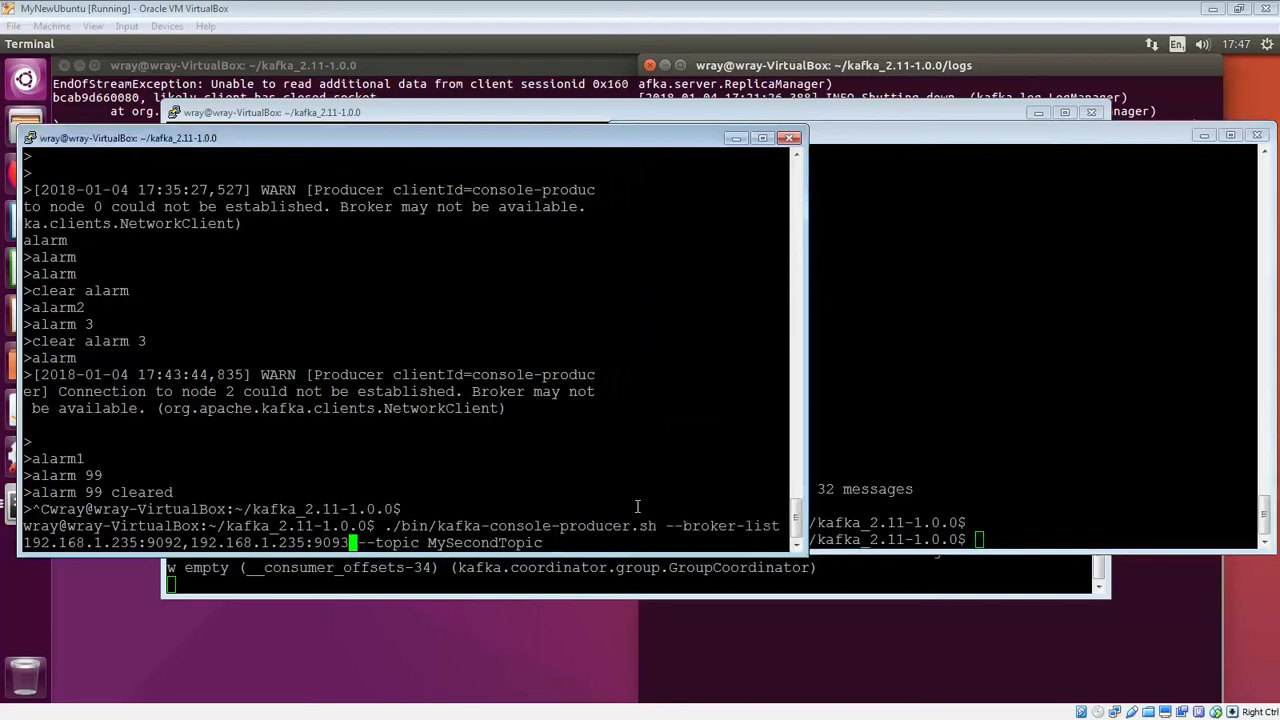 MyNewUbuntu [Running] - Oracle VM VirtualBox
File Machine View Input Devices Help
Terminal
En
17:47
wray@wray-VirtualBox: ~/kafka_2.11-1.0.0
wray@wray-VirtualBox: ~/kafka_2.11-1.0.0/logs
EndOfStreamException: Unable to read additional data from client sessionid 0x160
bcab9d660080, likely client has closed socket
at org.
afka.server.ReplicaManager)
[2018-01-04 17:21:26,388] INFO Shutting down. (kafka.log.LogManager)
wray@wray-VirtualBox: ~/kafka_2.11-1.0.0
wray@wray-VirtualBox: ~/kafka_2.11-1.0.0
>
>
>[2018-01-04 17:35:27,527] WARN [Producer clientId=console-produc
to node 0 could not be established. Broker may not be available.
ka.clients.NetworkClient)
alarm
>alarm
>alarm
>clear alarm
>alarm2
>alarm 3
>clear alarm 3
>alarm
>[2018-01-04 17:43:44,835] WARN [Producer clientId=console-produc
er] Connection to node 2 could not be established. Broker may not
be available. (org.apache.kafka.clients.NetworkClient)
>
>alarm1
>alarm 99
>alarm 99 cleared
>^Cwray@wray-VirtualBox:~/kafka_2.11-1.0.0$
wray@wray-VirtualBox:~/kafka_2.11-1.0.0$ ./bin/kafka-console-producer.sh --broker-list
192.168.1.235:9092,192.168.1.235:9093 --topic MySecondTopic
32 messages
/kafka_2.11-1.0.0$
/kafka_2.11-1.0.0$
w empty (__consumer_offsets-34) (kafka.coordinator.group.GroupCoordinator)
Right Ctrl